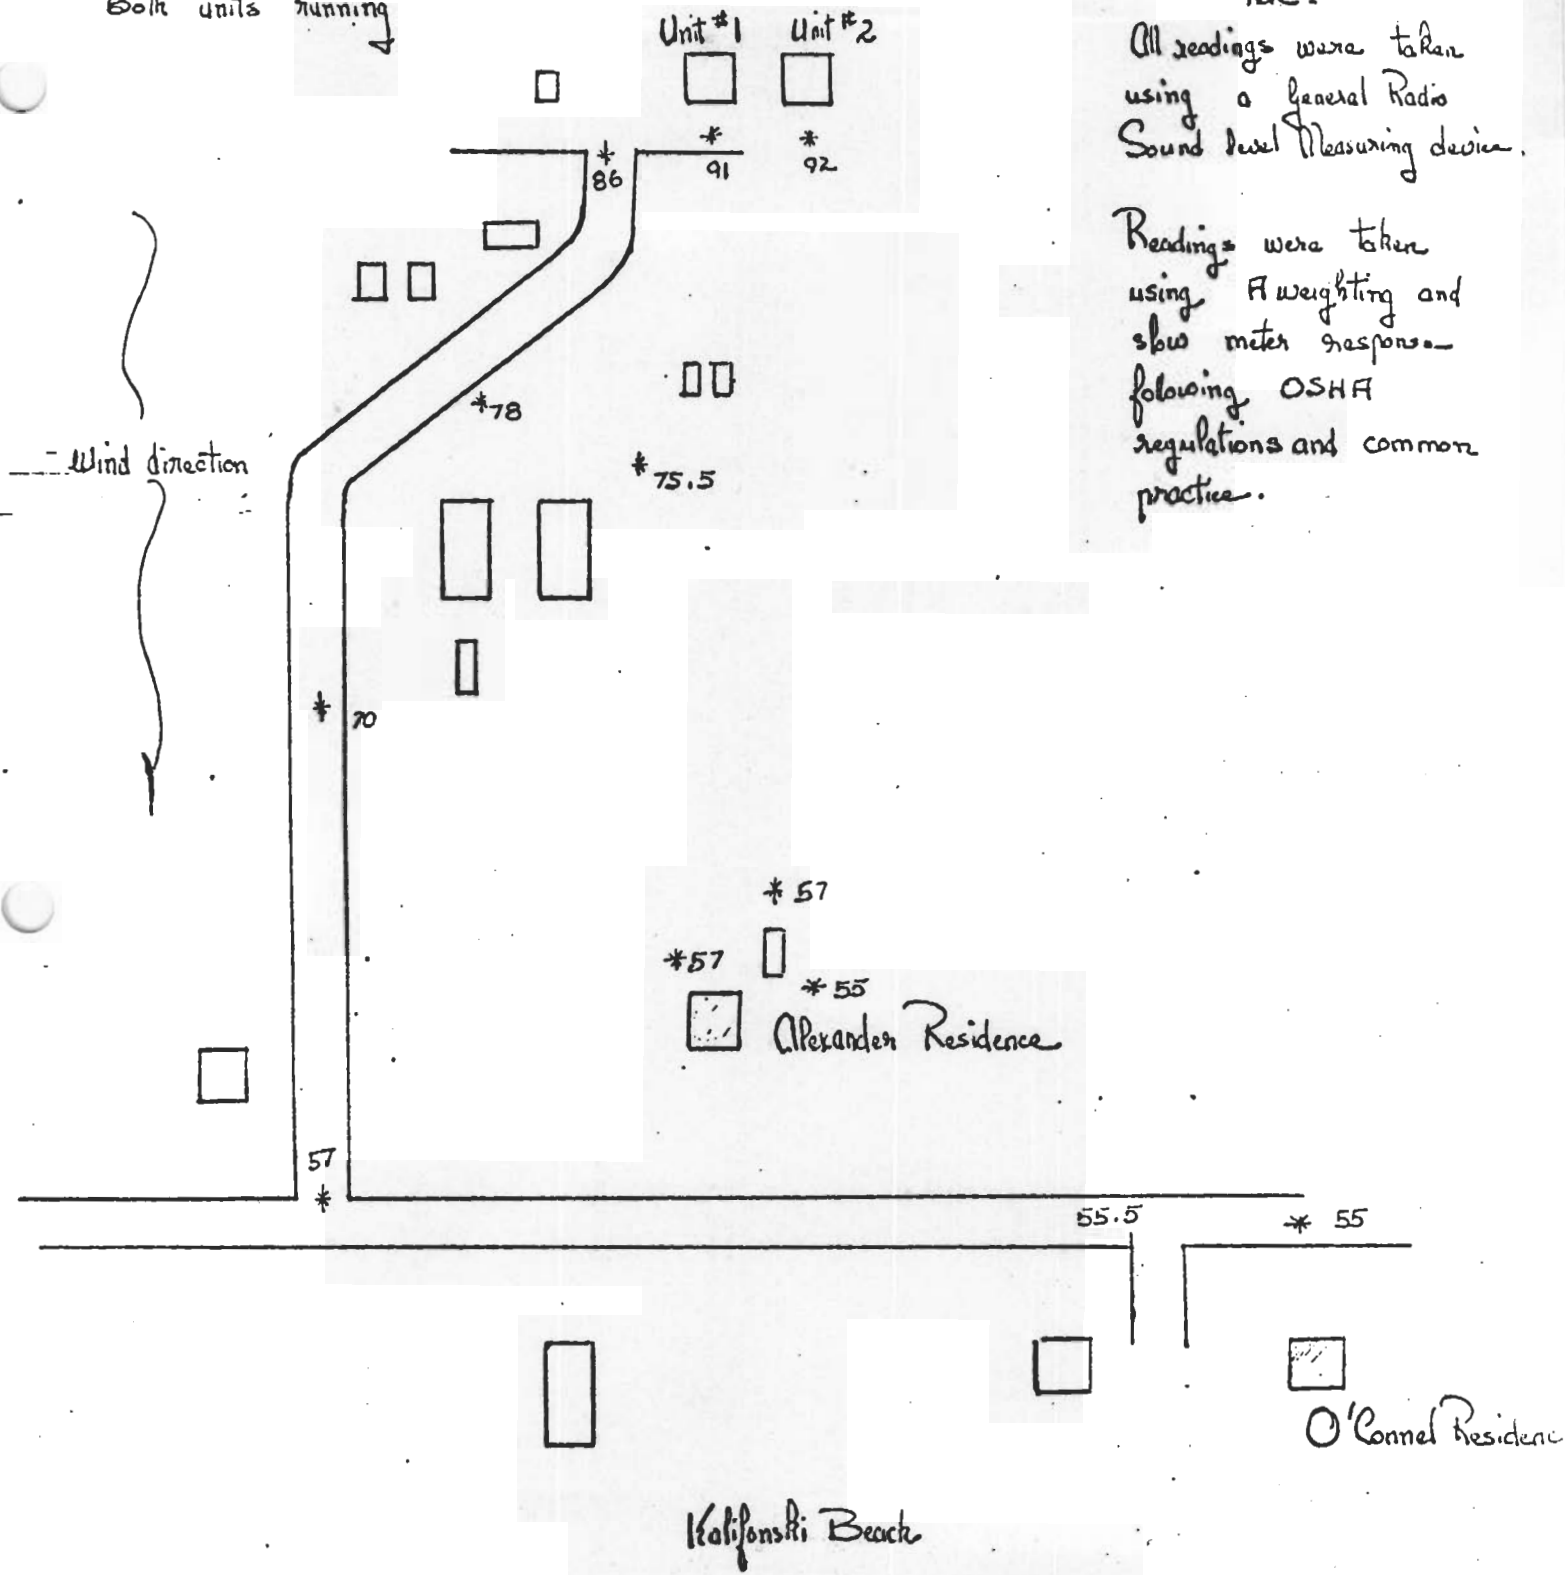 Both units running
Unit #1
Unit #2
All readings were taken
using a General Radio
Sound level Measuring device.
Readings were taken
using A weighting and
slow meter response
folowing OSHA
regulations and common
practice.
86
91
92
*78
75.5
Wind direction
70
* 57
*57
* 55
Alexander Residence
57
55.5
* 55
O'Connel Residenc
Kalifonski Beach